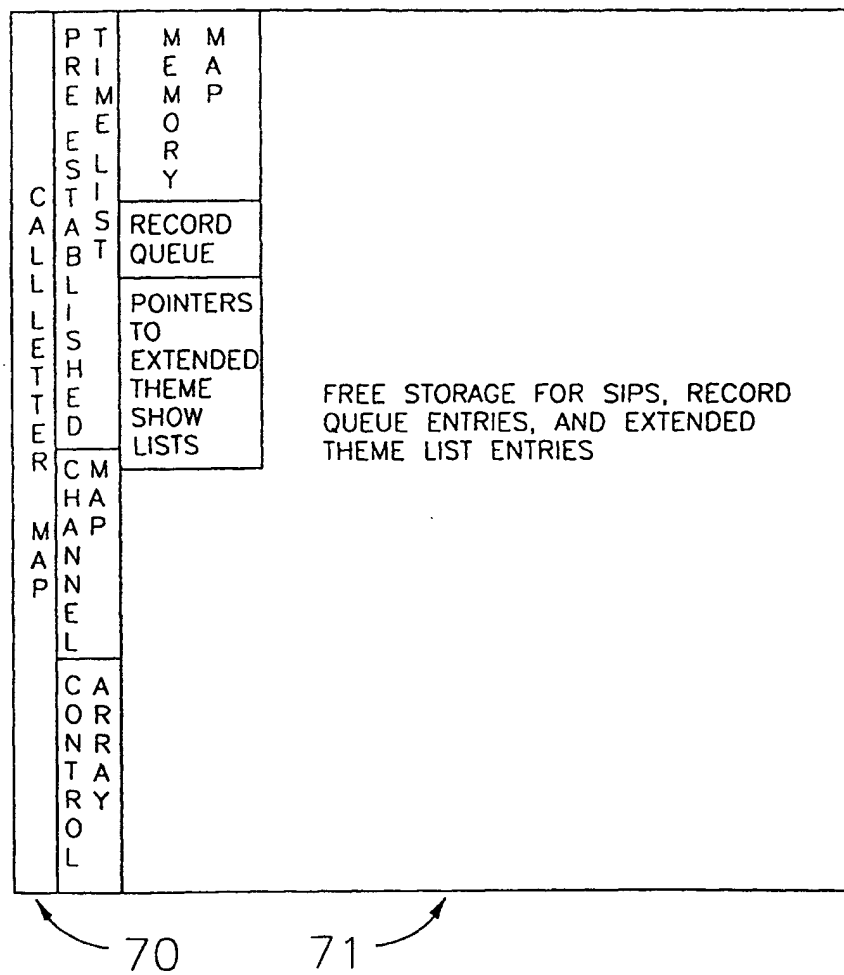 CALL LETTER MAP
PRE ESTABLISHED
TIME LIST
CHANNEL
MAP
CONTROL
ARRAY
MEMORY
MAP
RECORD
QUEUE
POINTERS
TO
EXTENDED
THEME
SHOW
LISTS
FREE STORAGE FOR SIPS, RECORD
QUEUE ENTRIES, AND EXTENDED
THEME LIST ENTRIES
70
71